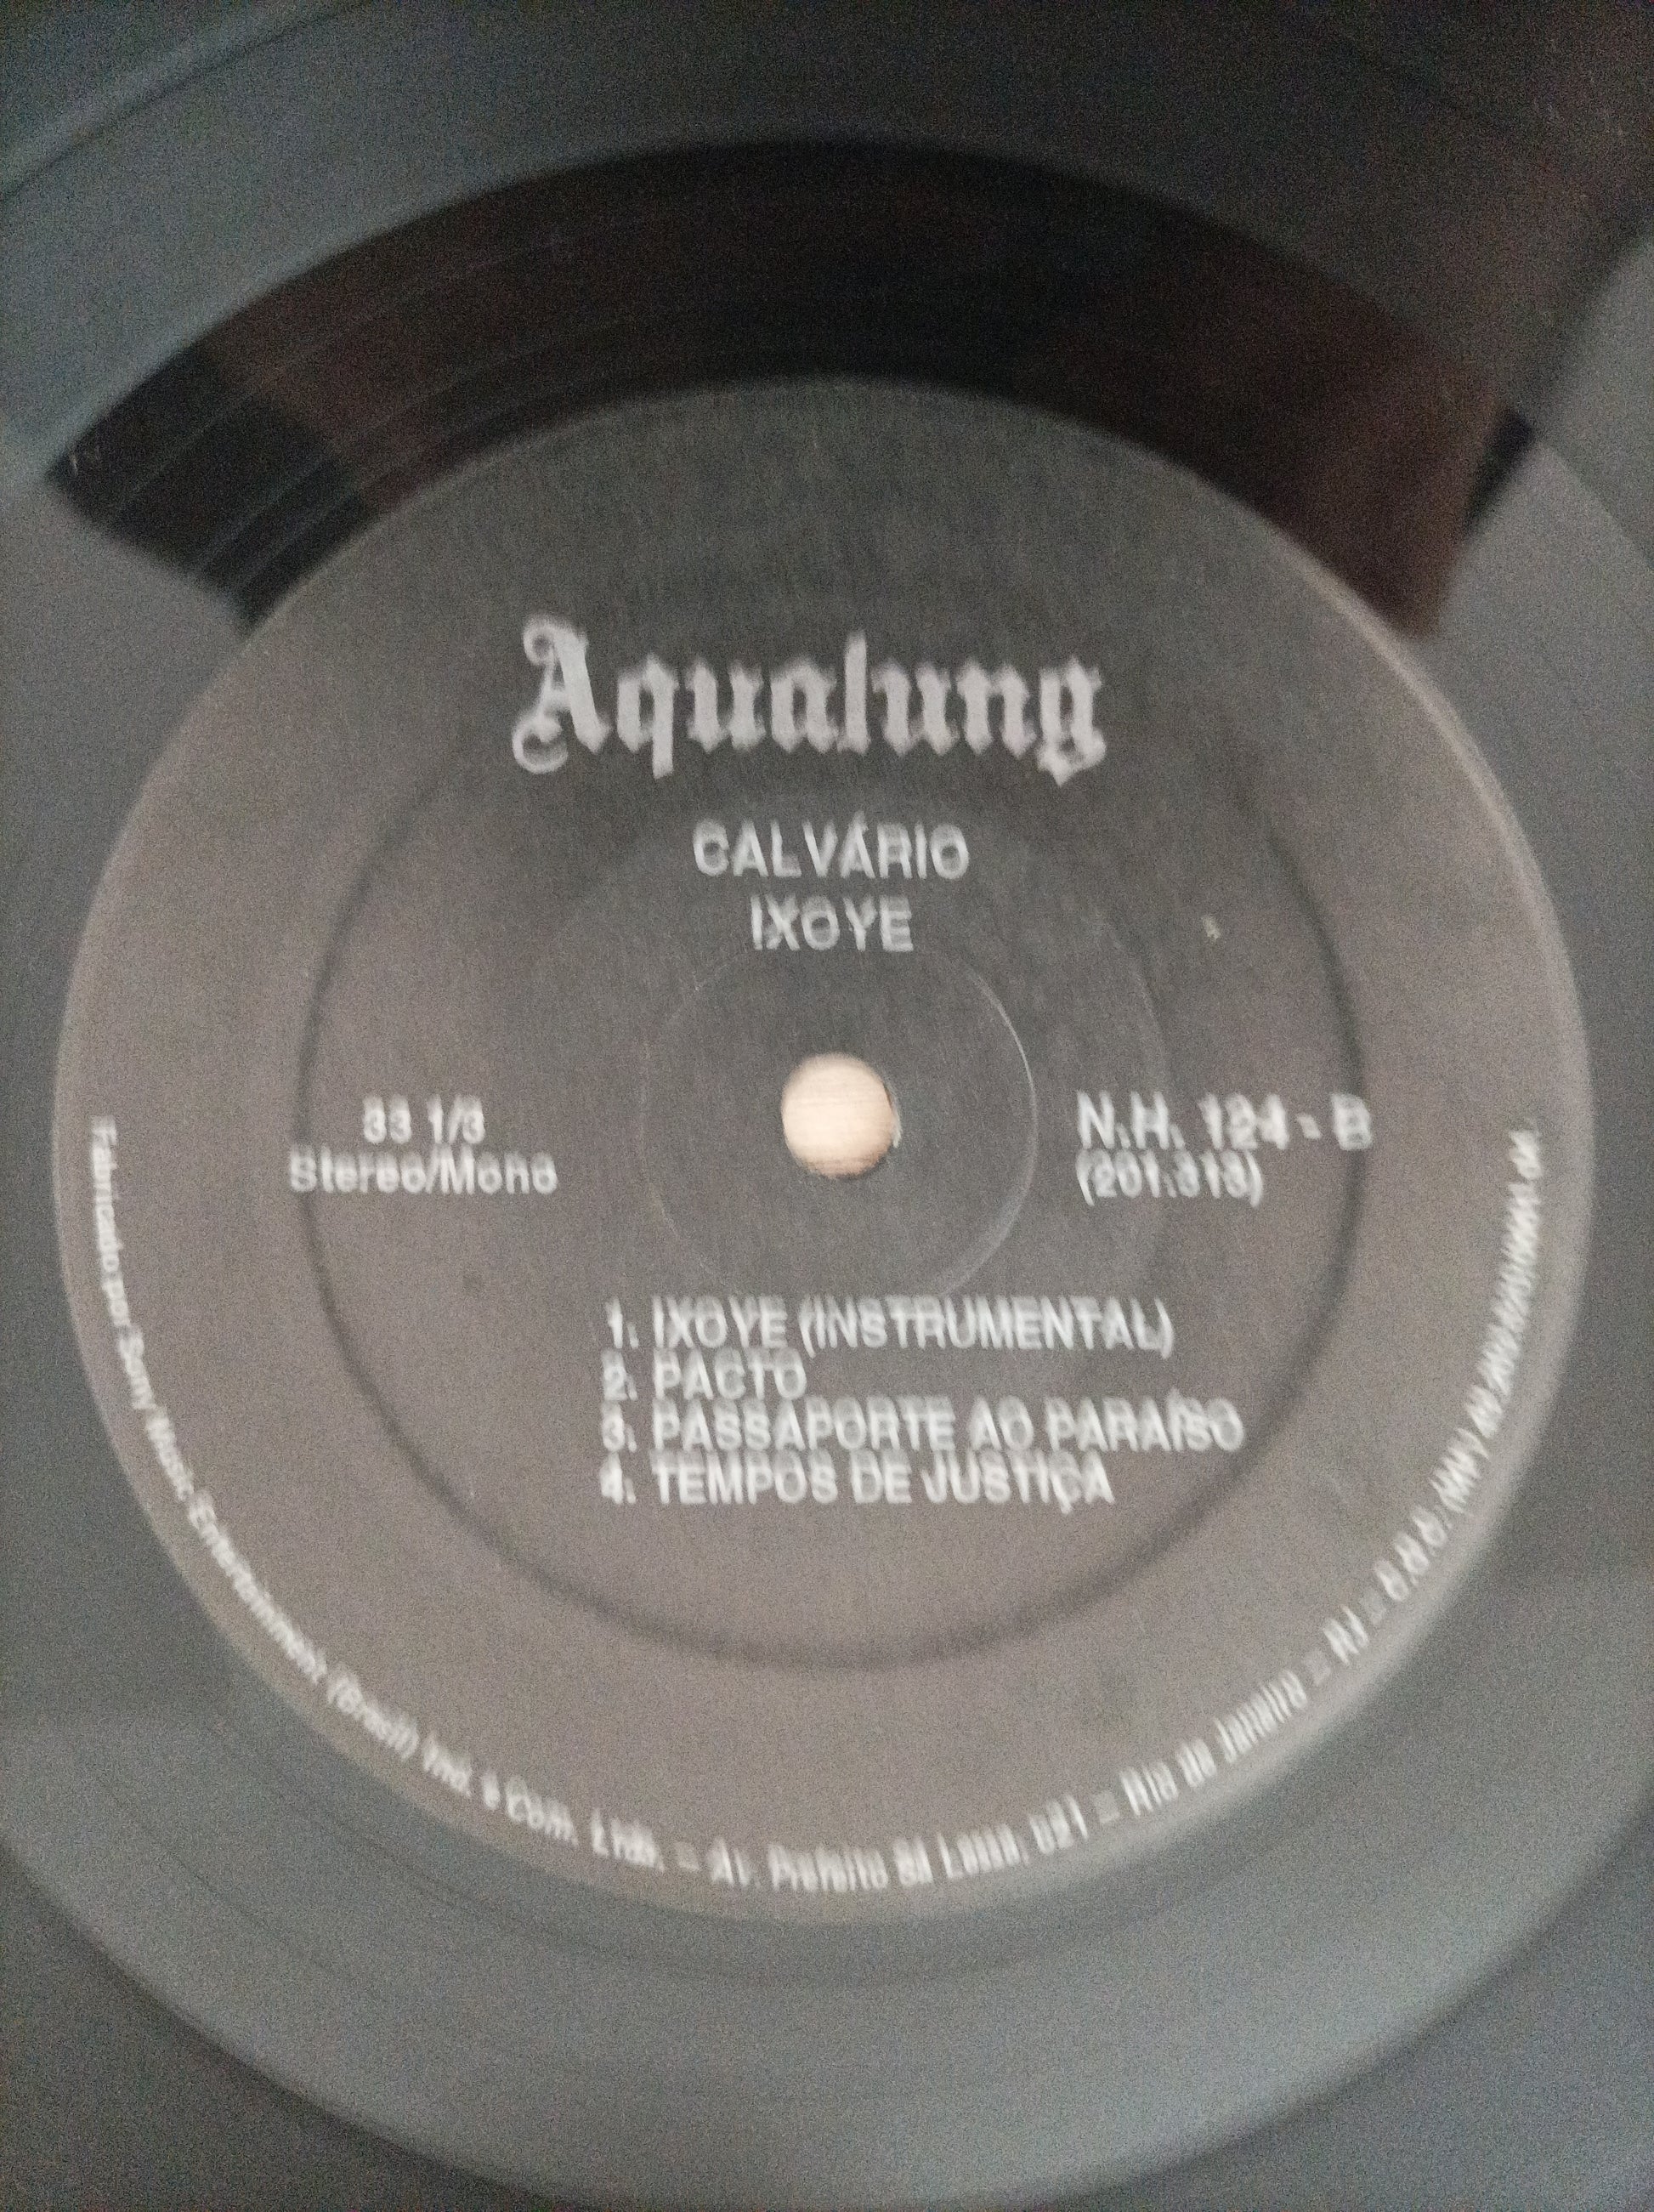 Aqualung
CALVÁRIO
IXOYE
33 1/3
Stereo/Mono
N.H. 124 - B
(201.313)
1. IXOYE (INSTRUMENTAL)
2. PACTO
3. PASSAPORTE AO PARAÍSO
4. TEMPOS DE JUSTIÇA
Fabricado por Sony Music Entertainment (Brasil) Ind. e Com. Ltda. - Av. Prefeito Sá Lessa, 621 - Rio de Janeiro - RJ -